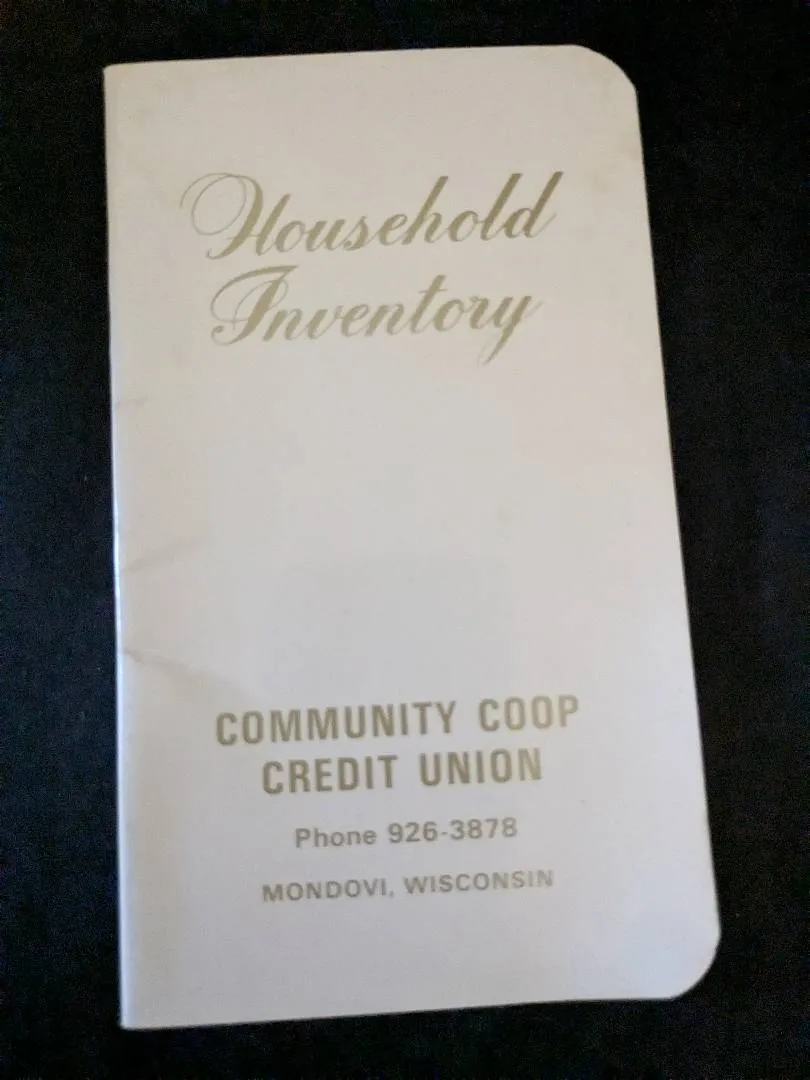 Household
Inventory
COMMUNITY COOP
CREDIT UNION
Phone 926-3878
MONDOVI, WISCONSIN